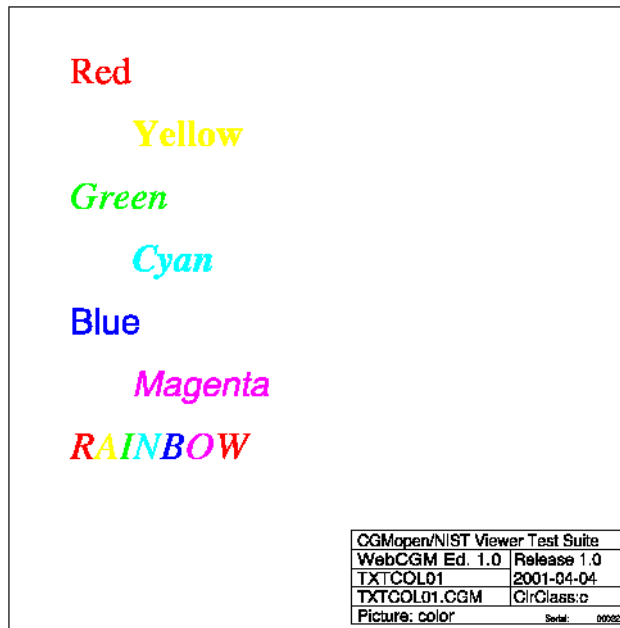 Red
Yellow
Green
Cyan
Blue
Magenta
RAINBOW
CGMopen/NIST Viewer Test Suite
WebCGM Ed. 1.0 Release 1.0
TXTCOL01 2001-04-04
TXTCOL01.CGM ClrClass:c
Picture: color Serial: